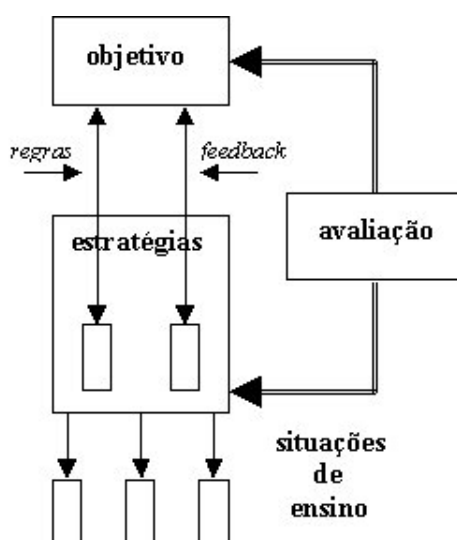 objetivo
regras
feedback
estratégias
avaliação
situações
de
ensino